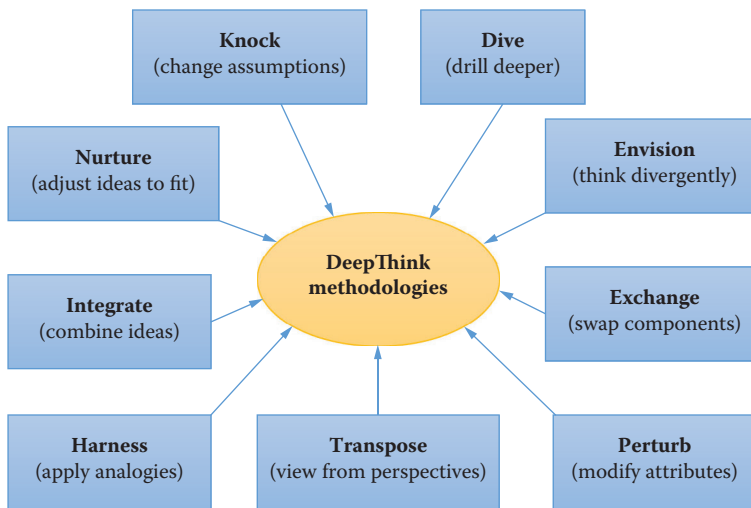 Knock
(change assumptions)
Dive
(drill deeper)
Nurture
(adjust ideas to fit)
Envision
(think divergently)
DeepThink
methodologies
Integrate
(combine ideas)
Exchange
(swap components)
Harness
(apply analogies)
Transpose
(view from perspectives)
Perturb
(modify attributes)